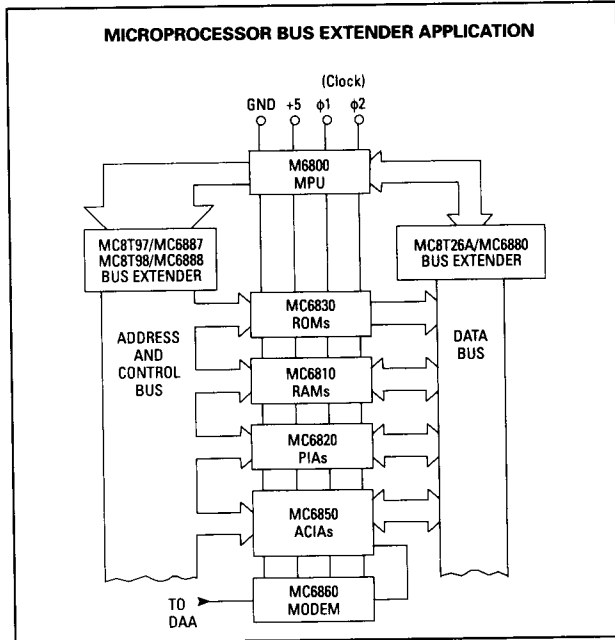 MICROPROCESSOR BUS EXTENDER APPLICATION
(Clock)
GND +5 ϕ1 ϕ2
M6800
MPU
MC8T97/MC6887
MC8T98/MC6888
BUS EXTENDER
MC8T26A/MC6880
BUS EXTENDER
ADDRESS
AND
CONTROL
BUS
MC6830
ROMs
DATA
BUS
MC6810
RAMs
MC6820
PIAs
MC6850
ACIAs
MC6860
MODEM
TO
DAA